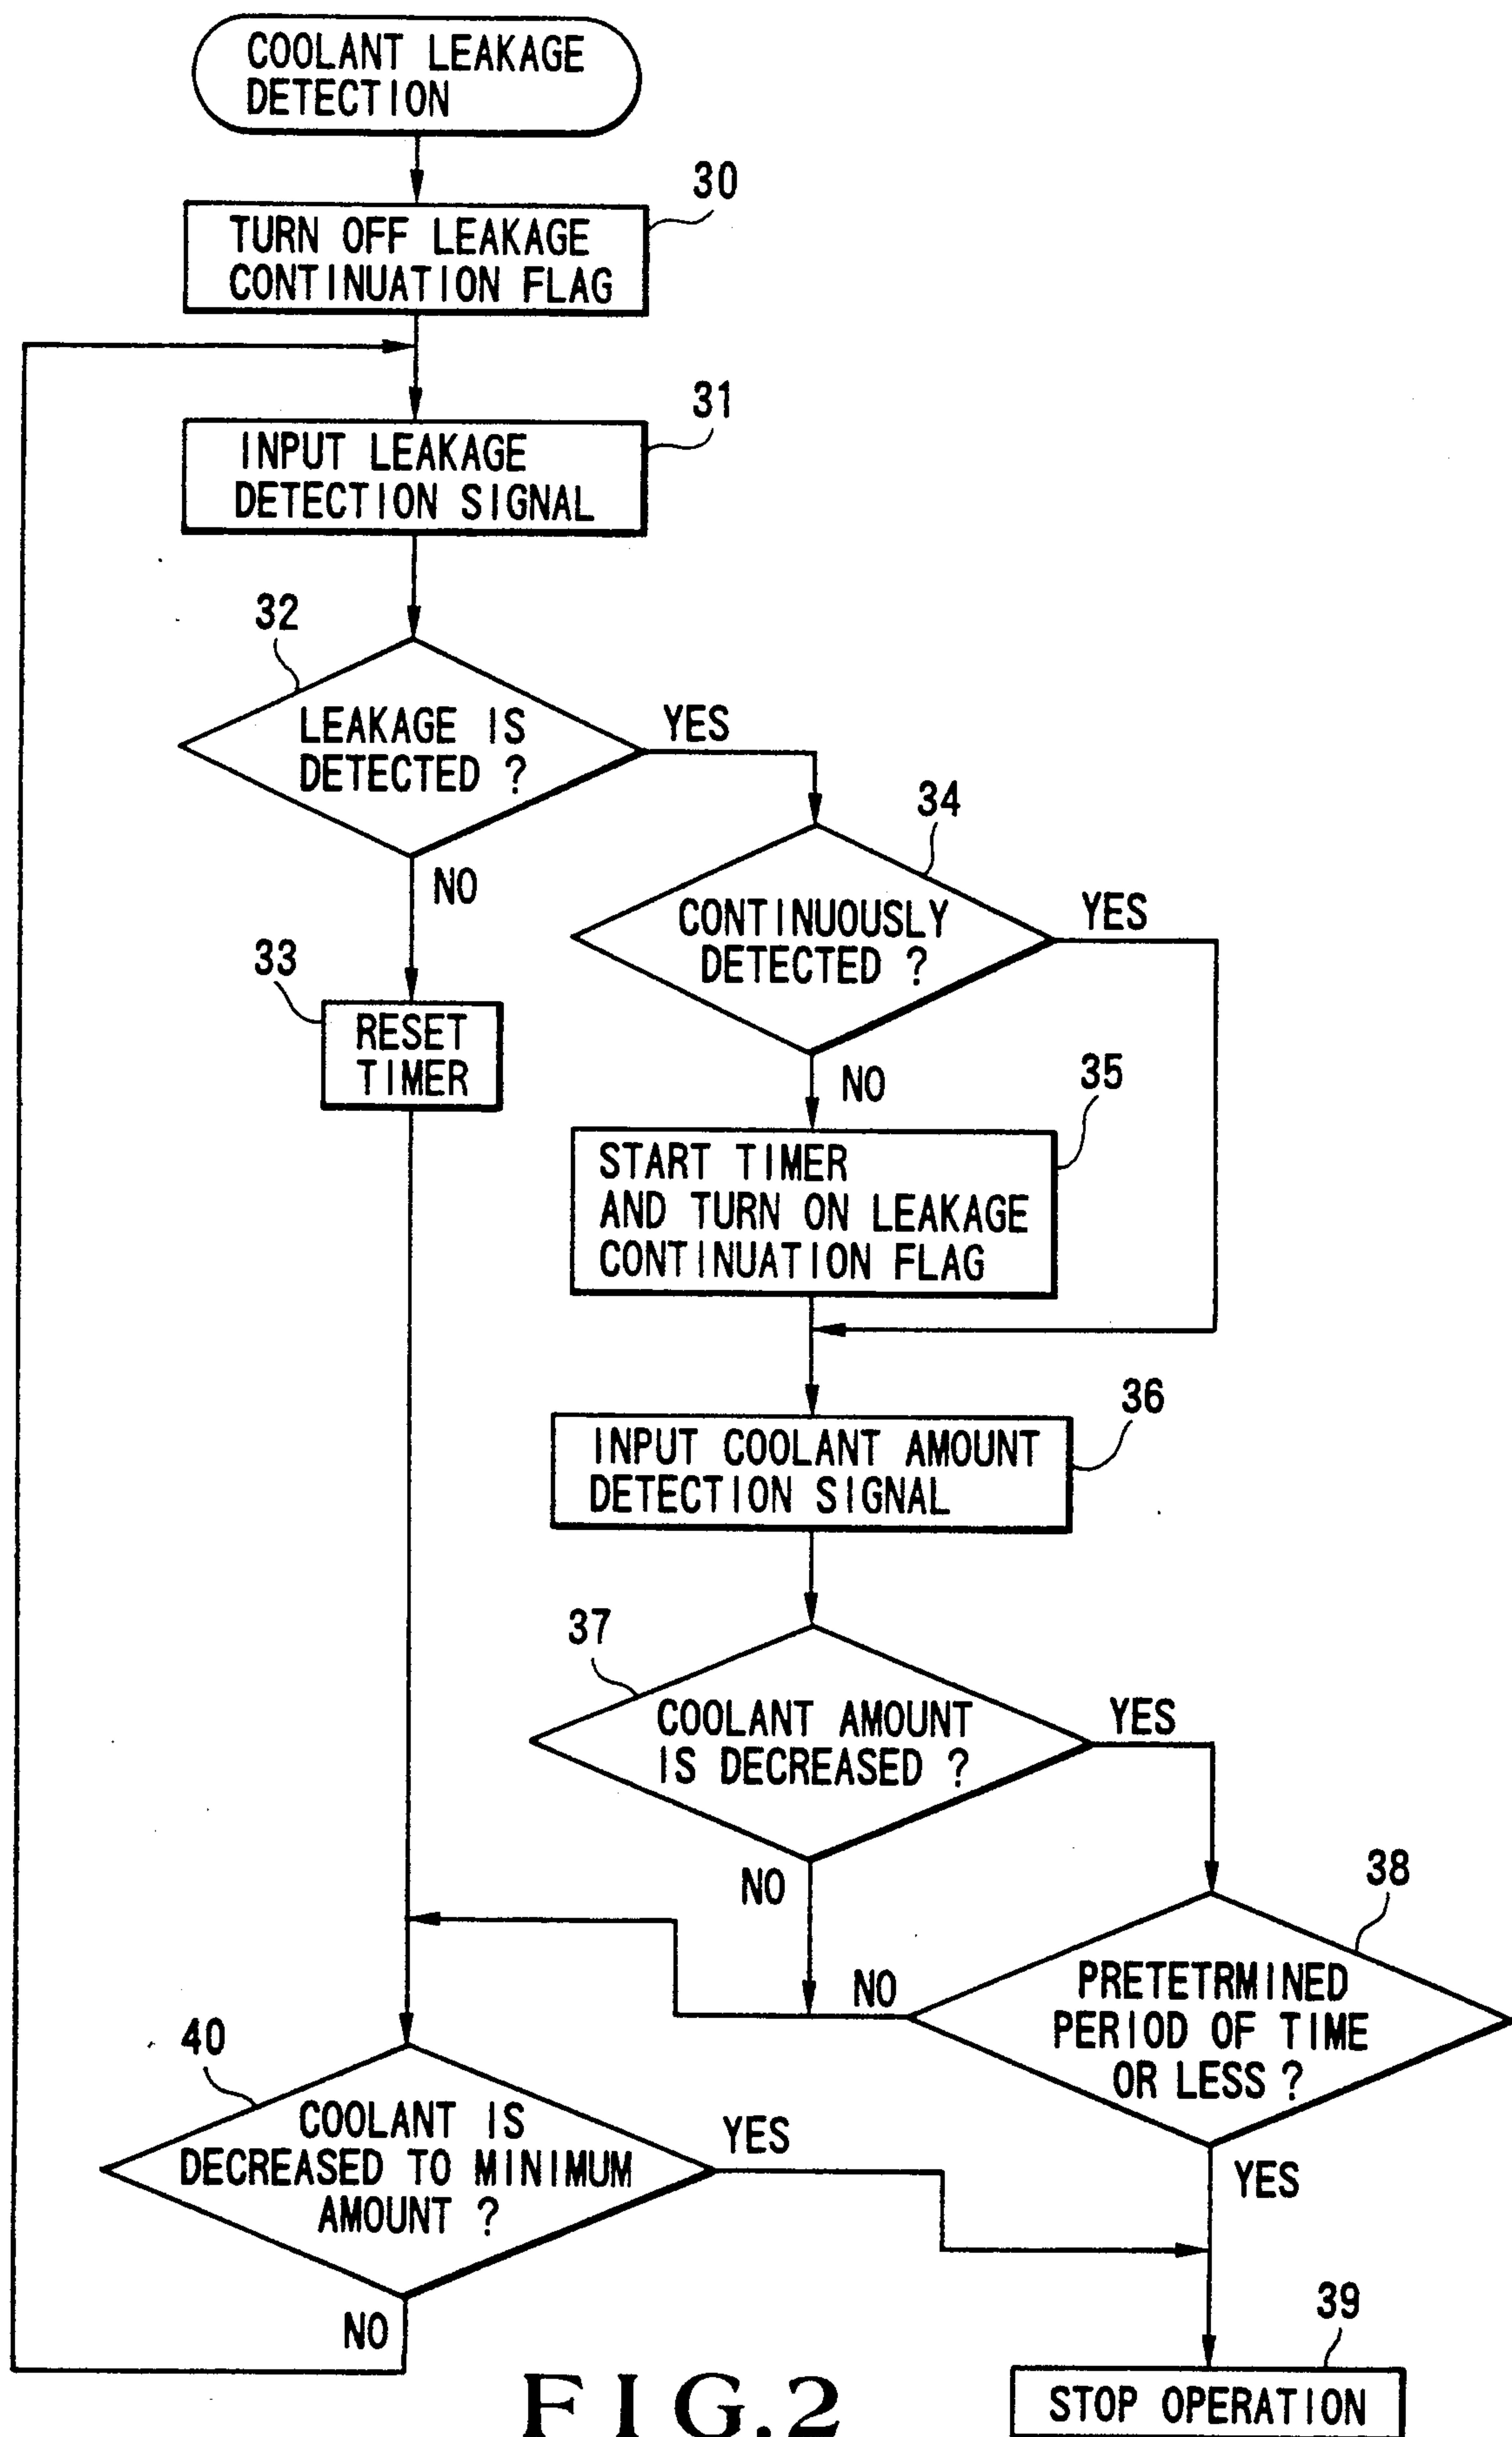 COOLANT LEAKAGE
DETECTION
30
TURN OFF LEAKAGE
CONTINUATION FLAG
31
INPUT LEAKAGE
DETECTION SIGNAL
32
LEAKAGE IS
DETECTED ?
YES
NO
34
CONTINUOUSLY
DETECTED ?
YES
NO
33
RESET
TIMER
35
START TIMER
AND TURN ON LEAKAGE
CONTINUATION FLAG
36
INPUT COOLANT AMOUNT
DETECTION SIGNAL
37
COOLANT AMOUNT
IS DECREASED ?
YES
NO
38
PRETETRMINED
PERIOD OF TIME
OR LESS ?
NO
YES
40
COOLANT IS
DECREASED TO MINIMUM
AMOUNT ?
YES
NO
39
STOP OPERATION
FIG.2